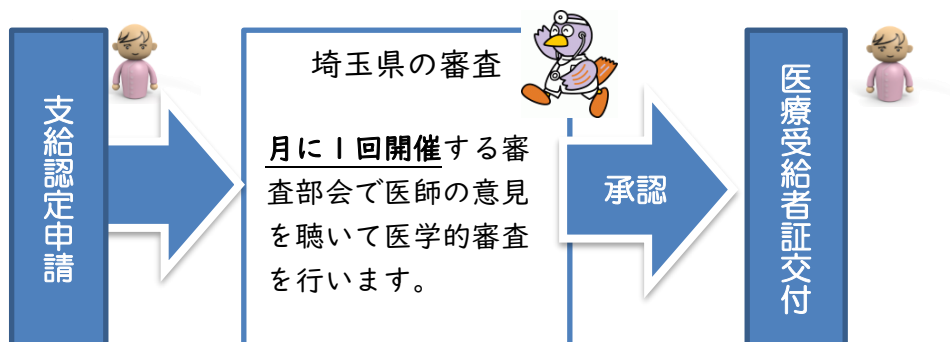 支給認定申請
埼玉県の審査
月に1回開催する審
査部会で医師の意見
を聴いて医学的審査
を行います。
承認
医療受給者証交付